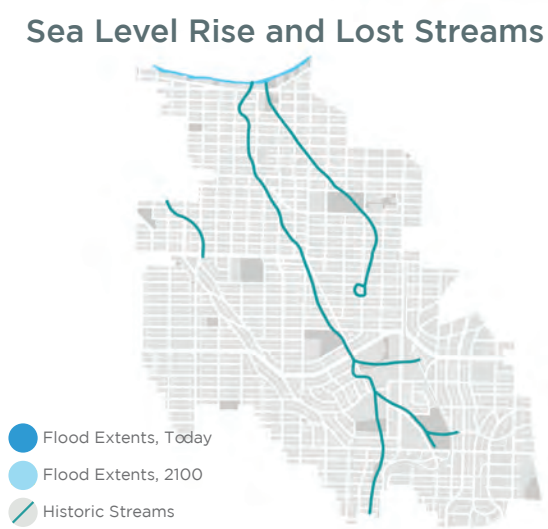 Sea Level Rise and Lost Streams
Flood Extents, Today
Flood Extents, 2100
Historic Streams